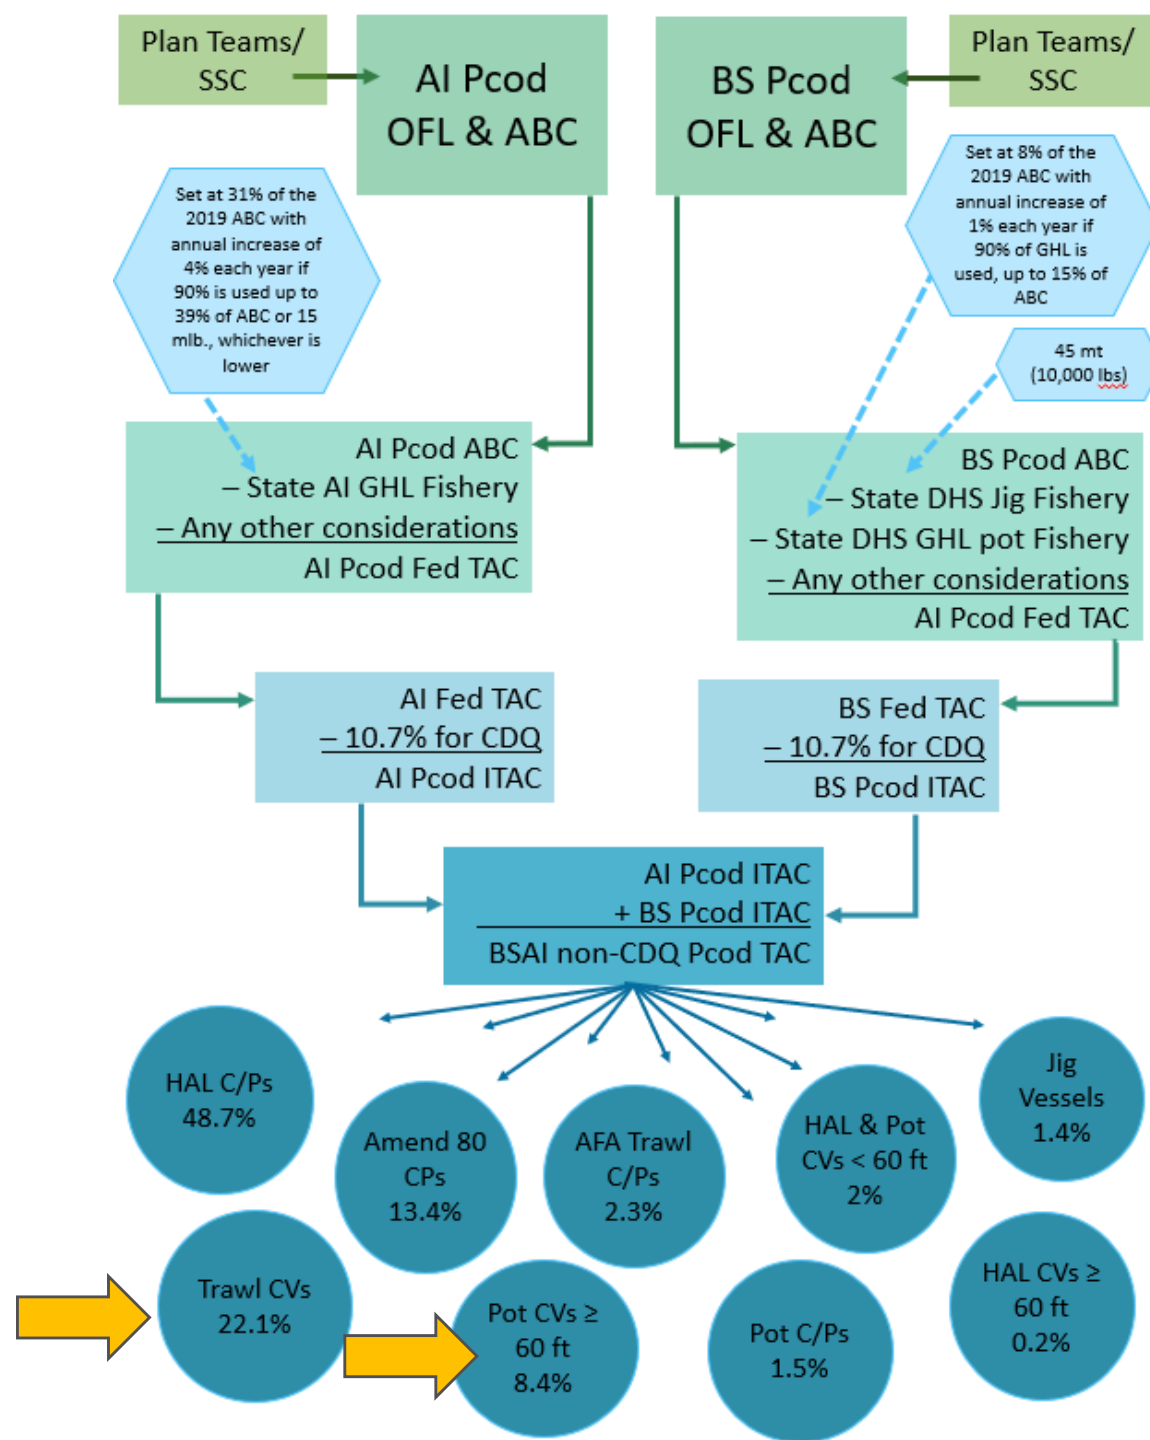 Plan Teams/
SSC
AI Pcod
OFL & ABC
BS Pcod
OFL & ABC
Plan Teams/
SSC
Set at 31% of the
2019 ABC with
annual increase of
4% each year if
90% is used up to
39% of ABC or 15
mlb., whichever is
lower
Set at 8% of the
2019 ABC with
annual increase of
1% each year if
90% of GHL is
used, up to 15% of
ABC
45 mt
(10,000 lbs)
AI Pcod ABC
– State AI GHL Fishery
– Any other considerations
AI Pcod Fed TAC
BS Pcod ABC
– State DHS Jig Fishery
– State DHS GHL pot Fishery
– Any other considerations
AI Pcod Fed TAC
AI Fed TAC
– 10.7% for CDQ
AI Pcod ITAC
BS Fed TAC
– 10.7% for CDQ
BS Pcod ITAC
AI Pcod ITAC
+ BS Pcod ITAC
BSAI non-CDQ Pcod TAC
HAL C/Ps
48.7%
Amend 80
CPs
13.4%
AFA Trawl
C/Ps
2.3%
HAL & Pot
CVs < 60 ft
2%
Jig
Vessels
1.4%
Trawl CVs
22.1%
Pot CVs ≥
60 ft
8.4%
Pot C/Ps
1.5%
HAL CVs ≥
60 ft
0.2%